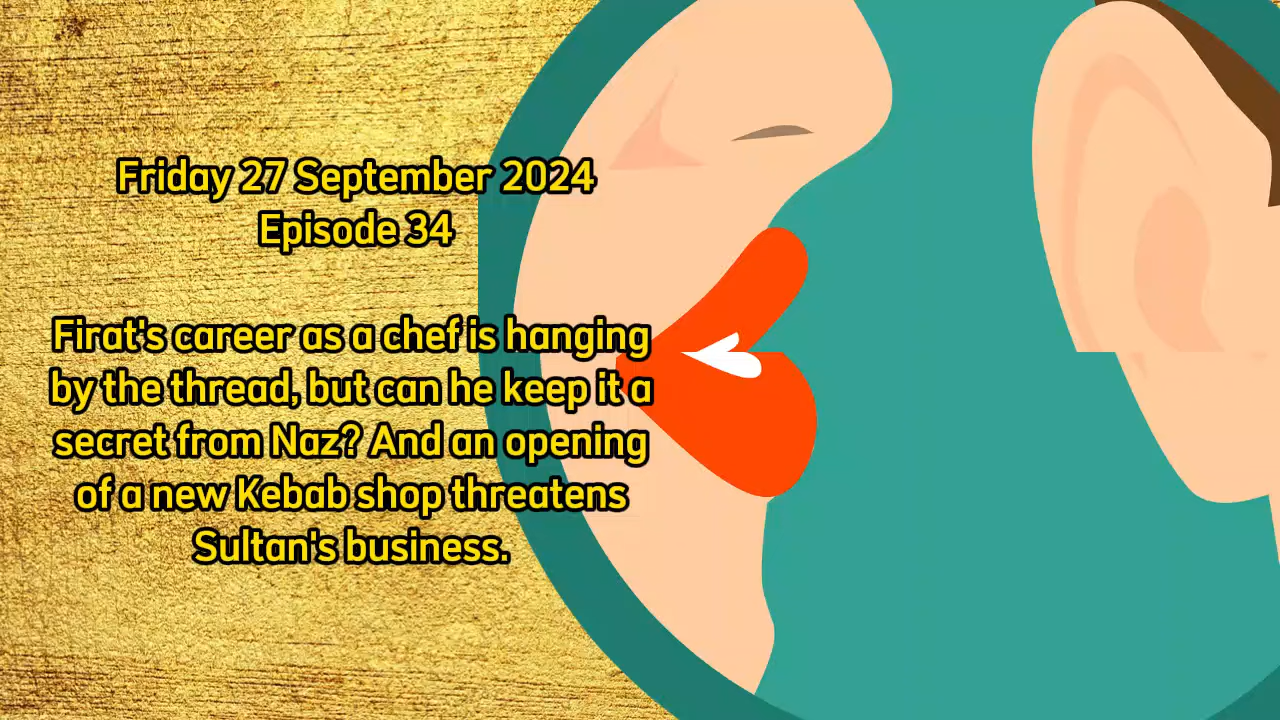 Friday 27 September 2024
Episode 34
Firat's career as a chef is hanging
by the thread, but can he keep it a
secret from Naz? And an opening
of a new Kebab shop threatens
Sultan's business.